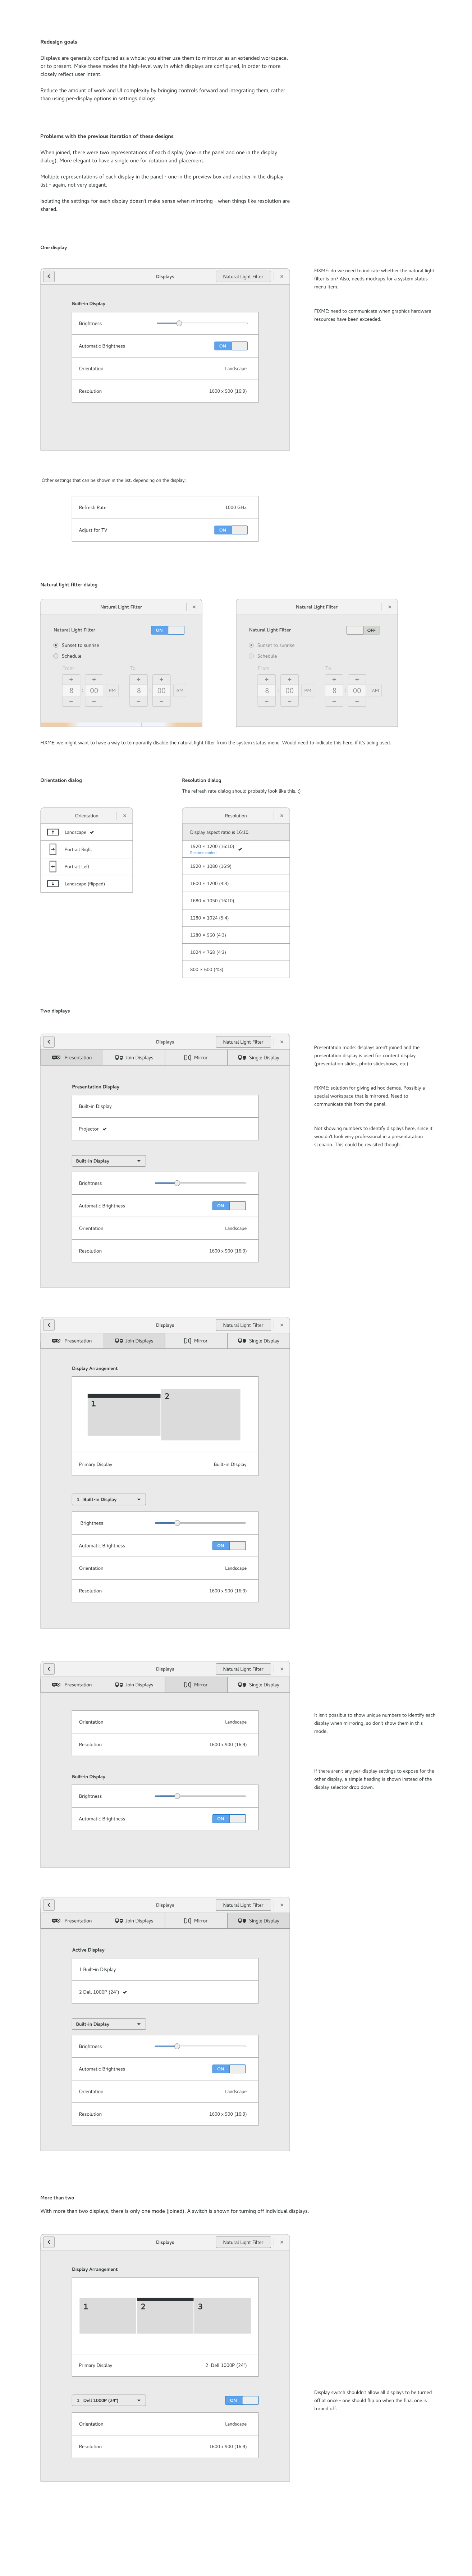 Redesign goals
Displays are generally configured as a whole: you either use them to mirror,or as an extended workspace,
or to present. Make these modes the high-level way in which displays are configured, in order to more
closely reflect user intent.
Reduce the amount of work and UI complexity by bringing controls forward and integrating them, rather
than using per-display options in settings dialogs.
Problems with the previous iteration of these designs
When joined, there were two representations of each display (one in the panel and one in the display
dialog). More elegant to have a single one for rotation and placement.
Multiple representations of each display in the panel - one in the preview box and another in the display
list - again, not very elegant.
Isolating the settings for each display doesn't make sense when mirroring - when things like resolution are
shared.
One display
Displays
Natural Light Filter
Built-in Display
Brightness
Automatic Brightness
ON
Orientation
Landscape
Resolution
1600 x 900 (16:9)
FIXME: do we need to indicate whether the natural light
filter is on? Also, needs mockups for a system status
menu item.
FIXME: need to communicate when graphics hardware
resources have been exceeded.
Other settings that can be shown in the list, depending on the display:
Refresh Rate
1000 GHz
Adjust for TV
ON
Natural light filter dialog
Natural Light Filter
Natural Light Filter
ON
Sunset to sunrise
Schedule
From
To
8 : 00 PM
8 : 00 AM
Natural Light Filter
Natural Light Filter
OFF
Sunset to sunrise
Schedule
From
To
8 : 00 PM
8 : 00 AM
FIXME: we might want to have a way to temporarily disable the natural light filter from the system status menu. Would need to indicate this here, if it's being used.
Orientation dialog
Orientation
Landscape
Portrait Right
Portrait Left
Landscape (flipped)
Resolution dialog
The refresh rate dialog should probably look like this. :)
Resolution
Display aspect ratio is 16:10.
1920 × 1200 (16:10)
Recommended
1920 × 1080 (16:9)
1600 × 1200 (4:3)
1680 × 1050 (16:10)
1280 × 1024 (5:4)
1280 × 960 (4:3)
1024 × 768 (4:3)
800 × 600 (4:3)
Two displays
Displays
Natural Light Filter
Presentation
Join Displays
Mirror
Single Display
Presentation Display
Built-in Display
Projector
Built-in Display
Brightness
Automatic Brightness
ON
Orientation
Landscape
Resolution
1600 x 900 (16:9)
Presentation mode: displays aren't joined and the
presentation display is used for content display
(presentation slides, photo slideshows, etc).
FIXME: solution for giving ad hoc demos. Possibly a
special workspace that is mirrored. Need to
communicate this from the panel.
Not showing numbers to identify displays here, since it
wouldn't look very professional in a presentatation
scenario. This could be revisited though.
Displays
Natural Light Filter
Presentation
Join Displays
Mirror
Single Display
Display Arrangement
1
2
Primary Display
Built-in Display
1 Built-in Display
Brightness
Automatic Brightness
ON
Orientation
Landscape
Resolution
1600 x 900 (16:9)
Displays
Natural Light Filter
Presentation
Join Displays
Mirror
Single Display
Orientation
Landscape
Resolution
1600 x 900 (16:9)
Built-in Display
Brightness
Automatic Brightness
ON
It isn't possible to show unique numbers to identify each
display when mirroring, so don't show them in this
mode.
If there aren't any per-display settings to expose for the
other display, a simple heading is shown instead of the
display selector drop down.
Displays
Natural Light Filter
Presentation
Join Displays
Mirror
Single Display
Active Display
1 Built-in Display
2 Dell 1000P (24")
Built-in Display
Brightness
Automatic Brightness
ON
Orientation
Landscape
Resolution
1600 x 900 (16:9)
More than two
With more than two displays, there is only one mode (joined). A switch is shown for turning off individual displays.
Displays
Natural Light Filter
Display Arrangement
1
2
3
Primary Display
2 Dell 1000P (24")
1 Dell 1000P (24")
ON
Orientation
Landscape
Resolution
1600 x 900 (16:9)
Display switch shouldn't allow all displays to be turned
off at once - one should flip on when the final one is
turned off.